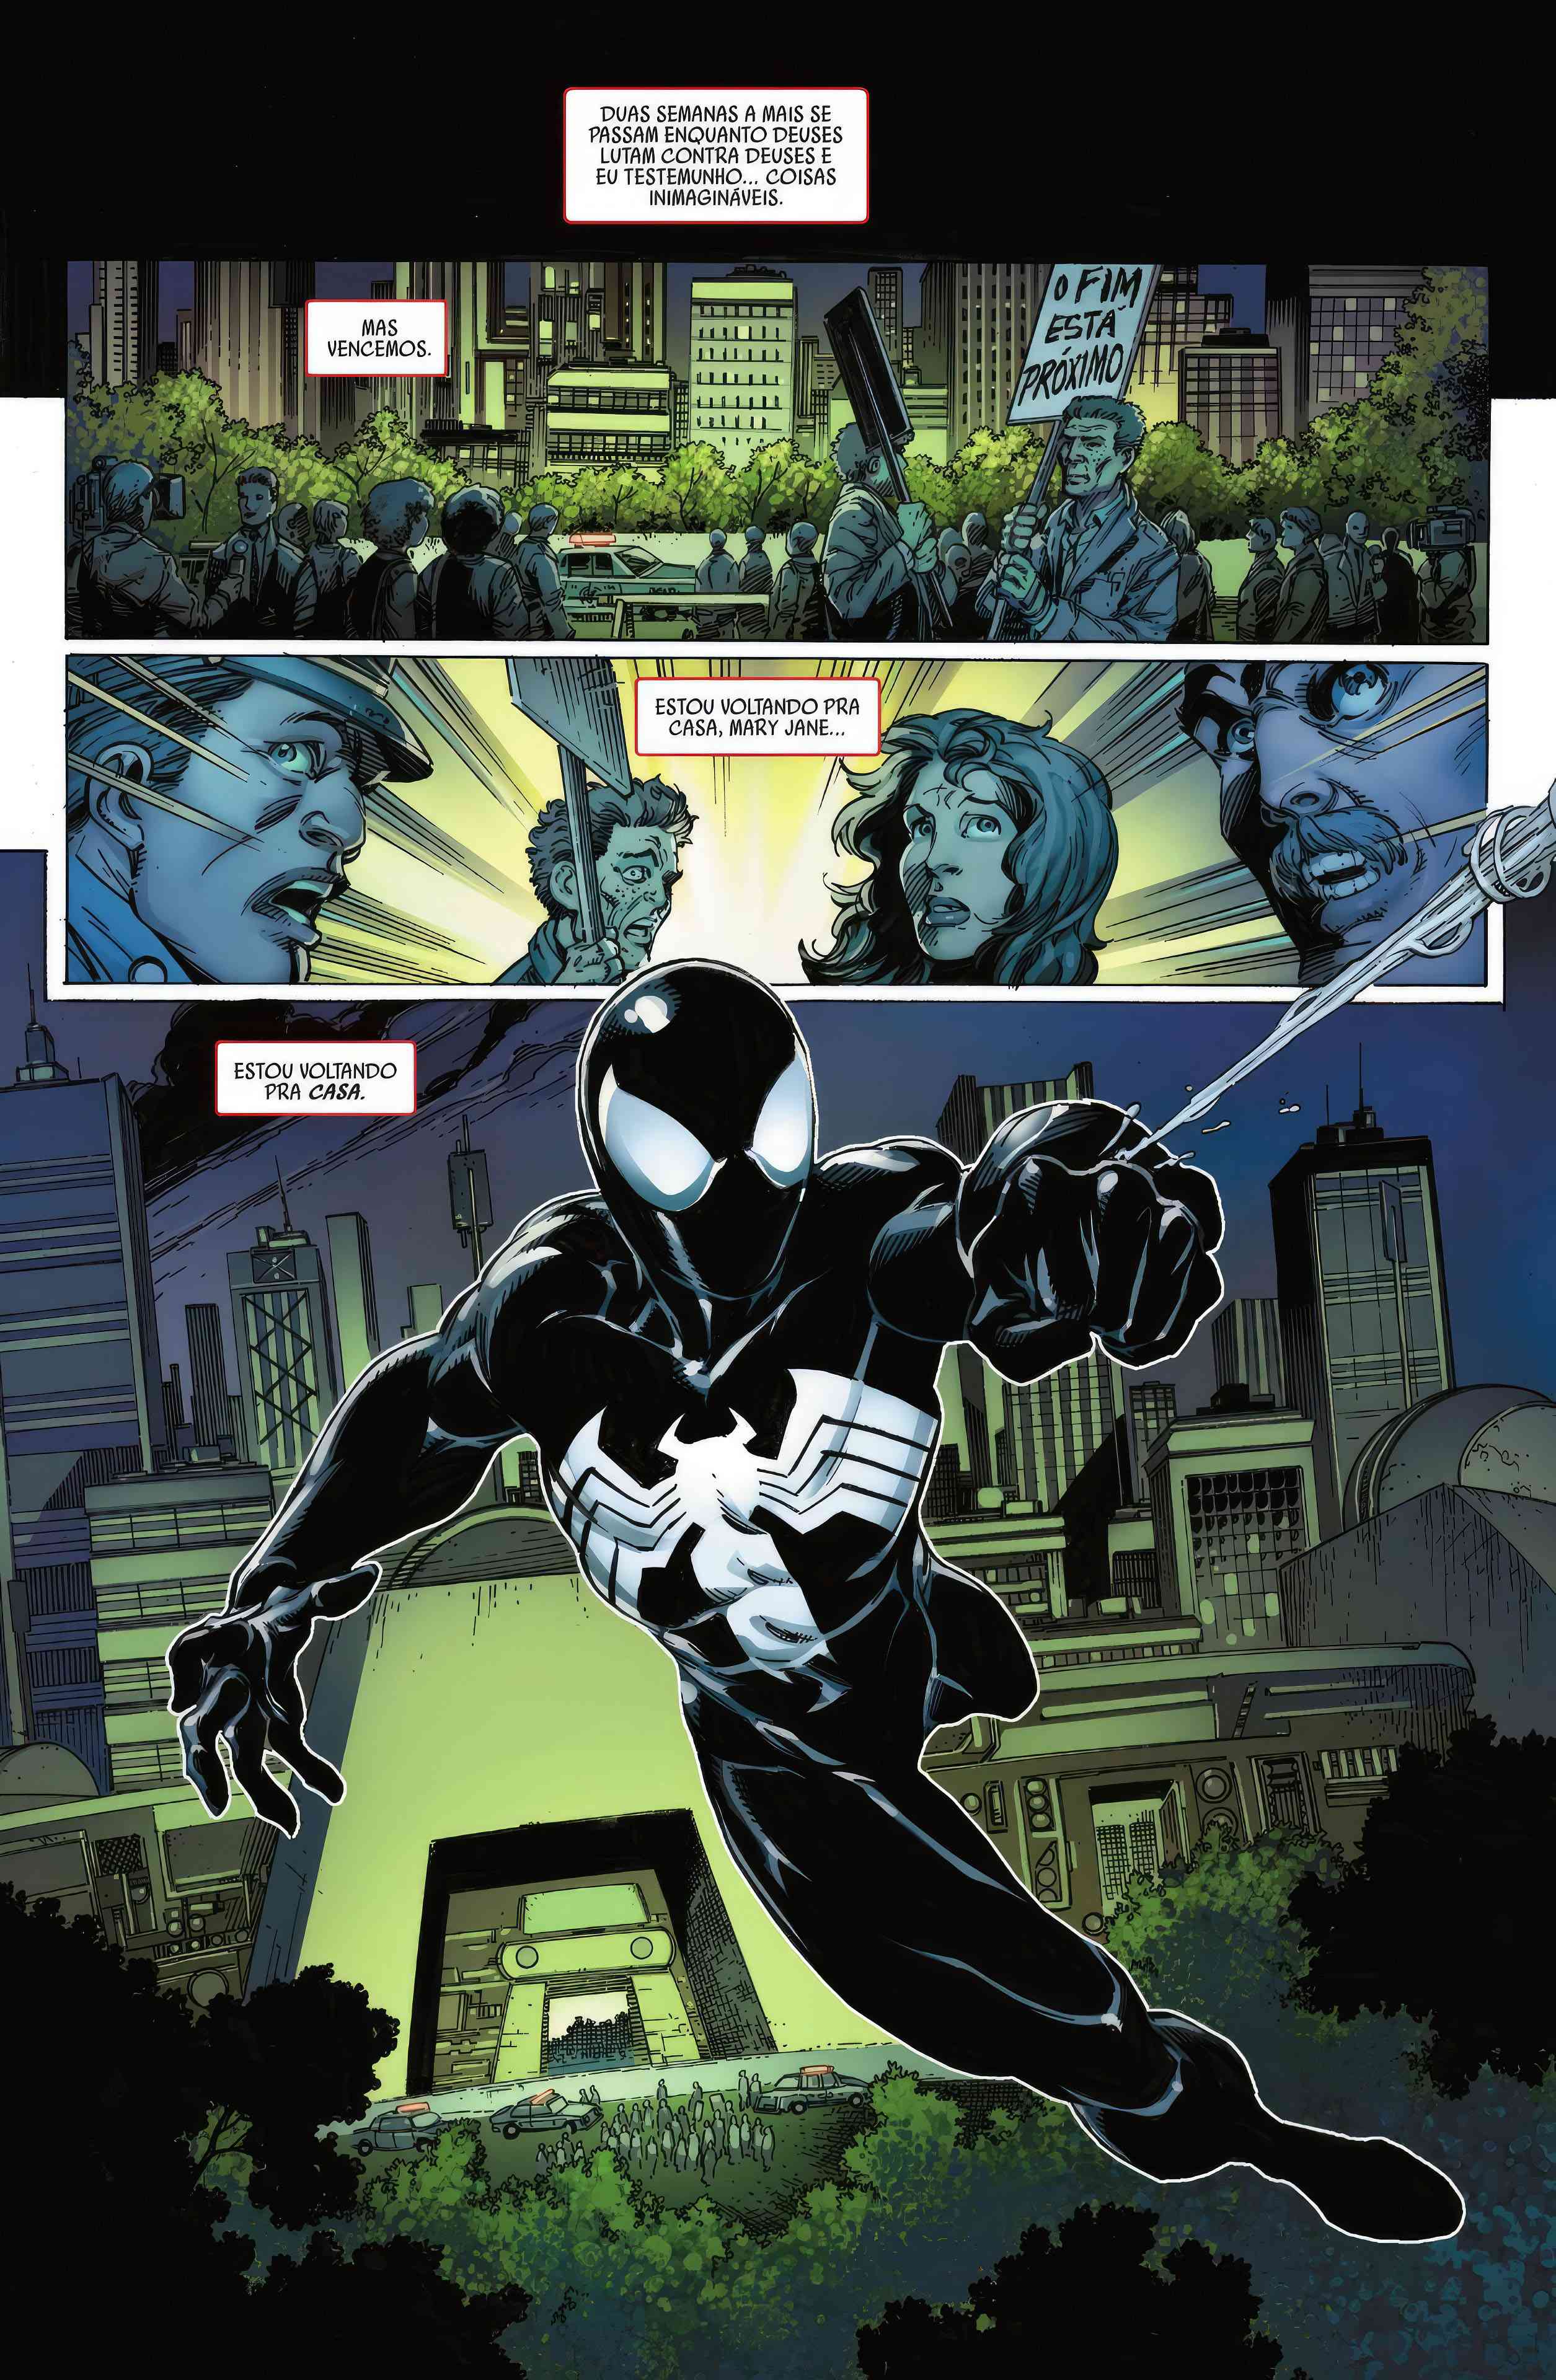 DUAS SEMANAS A MAIS SE
PASSAM ENQUANTO DEUSES
LUTAM CONTRA DEUSES E
EU TESTEMUNHO... COISAS
INIMAGINÁVEIS.
MAS
VENCEMOS.
O FIM
ESTÁ
PRÓXIMO
ESTOU VOLTANDO PRA
CASA, MARY JANE...
ESTOU VOLTANDO
PRA CASA.